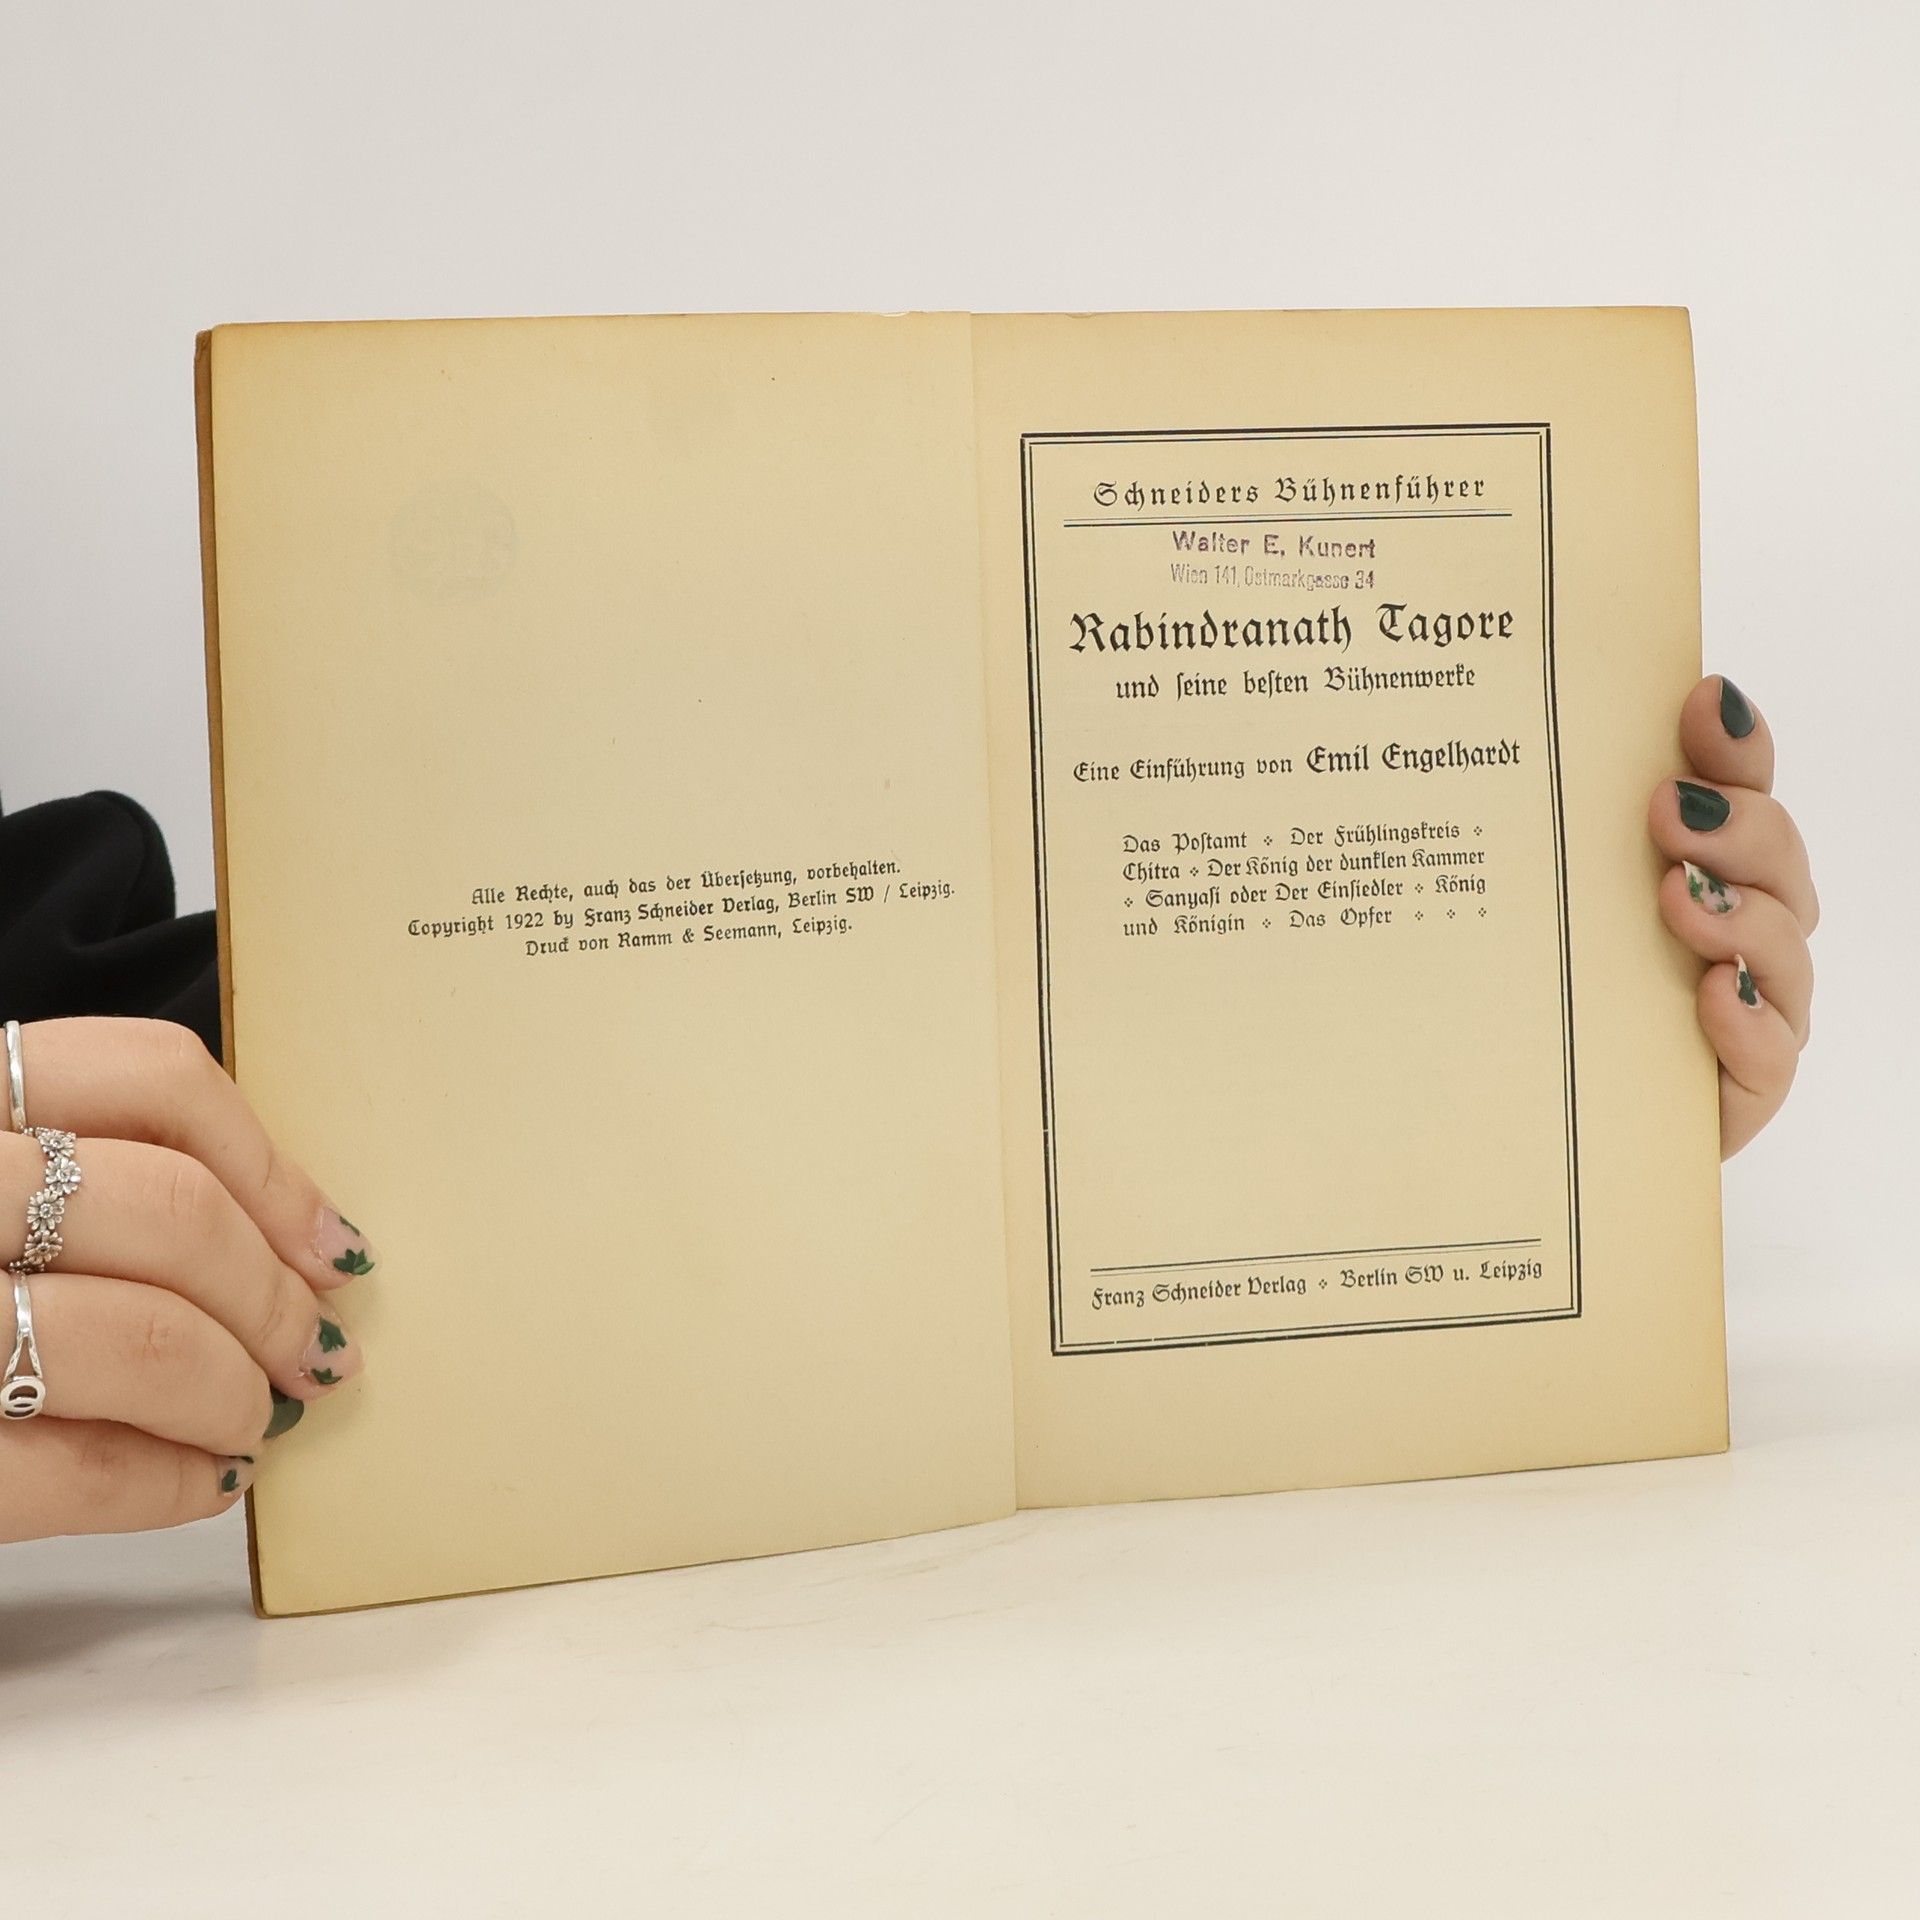 Alle Rechte, auch das der Übersetzung, vorbehalten.
Copyright 1922 by Franz Schneider Verlag, Berlin SW / Leipzig.
Druck von Ramm & Seemann, Leipzig.
Schneiders Bühnenführer
Walter E. Kunert
Wien 141, Ostmarkgasse 34
Rabindranath Tagore
und seine besten Bühnenwerke
Eine Einführung von Emil Engelhardt
Das Postamt ⁘ Der Frühlingskreis ⁘
Chitra ⁘ Der König der dunklen Kammer
⁘ Sanyasi oder Der Einsiedler ⁘ König
und Königin ⁘ Das Opfer ⁘ ⁘ ⁘
Franz Schneider Verlag ⁘ Berlin SW u. Leipzig